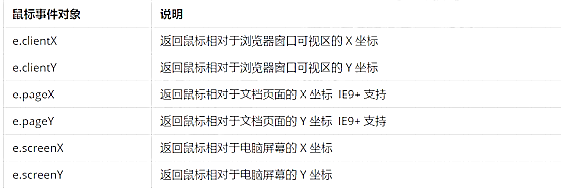 鼠标事件对象 说明
e.clientX 返回鼠标相对于浏览器窗口可视区的 X 坐标
e.clientY 返回鼠标相对于浏览器窗口可视区的 Y 坐标
e.pageX 返回鼠标相对于文档页面的 X 坐标 IE9+ 支持
e.pageY 返回鼠标相对于文档页面的 Y 坐标 IE9+ 支持
e.screenX 返回鼠标相对于电脑屏幕的 X 坐标
e.screenY 返回鼠标相对于电脑屏幕的 Y 坐标